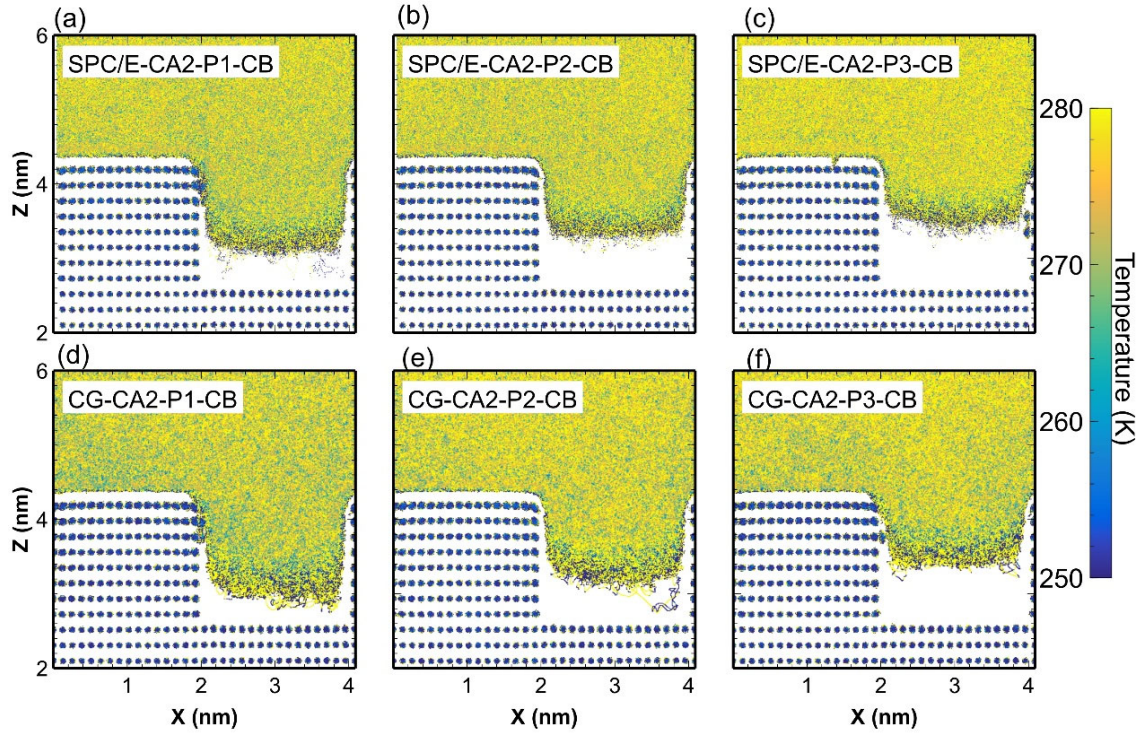 (a)
(b)
(c)
6
SPC/E-CA2-P1-CB
SPC/E-CA2-P2-CB
SPC/E-CA2-P3-CB
280
Z (nm)
4
2
270
Temperature (K)
(d)
(e)
(f)
6
CG-CA2-P1-CB
CG-CA2-P2-CB
CG-CA2-P3-CB
260
Z (nm)
4
250
2
1 2 3 4
1 2 3 4
1 2 3 4
X (nm)
X (nm)
X (nm)